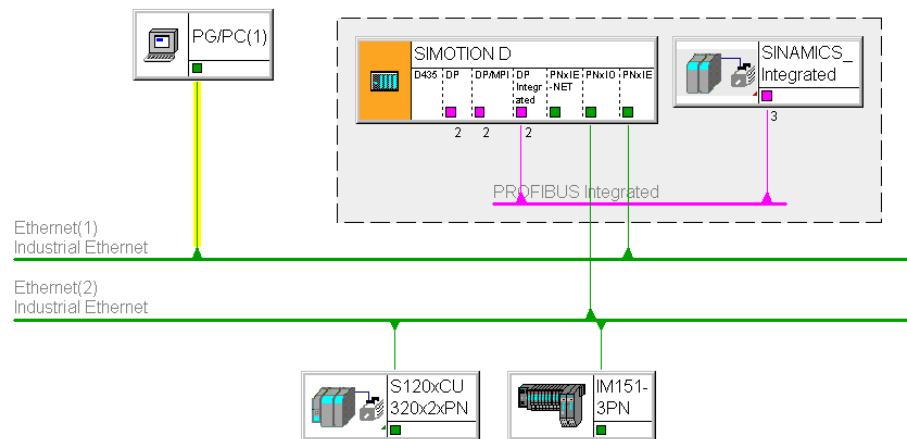 PG/PC(1)
SIMOTION D
D435
DP
DP/MPI
DP
Integr
ated
PNxIE
-NET
PNxIO
PNxIE
2
2
2
SINAMICS_
Integrated
3
PROFIBUS Integrated
Ethernet(1)
Industrial Ethernet
Ethernet(2)
Industrial Ethernet
S120xCU
320x2xPN
IM151-
3PN